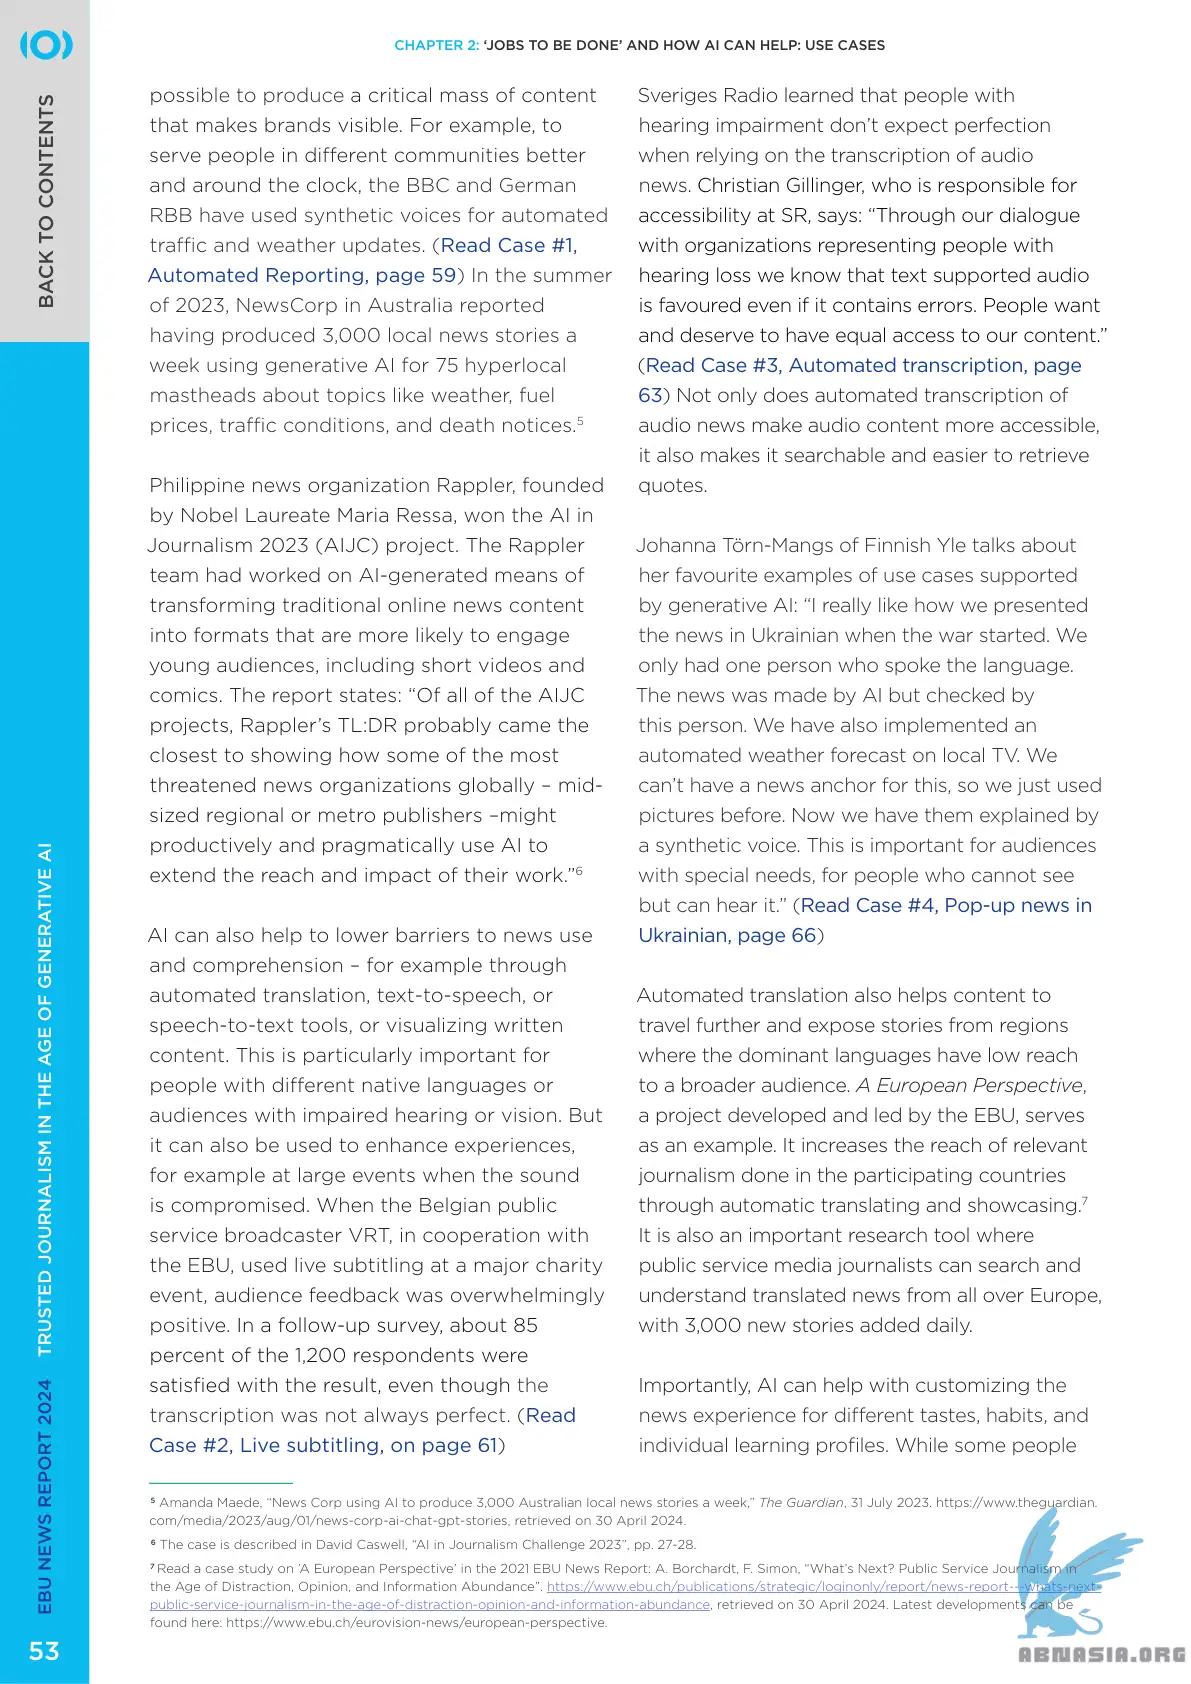 CHAPTER 2: ‘JOBS TO BE DONE’ AND HOW AI CAN HELP: USE CASES
BACK TO CONTENTS
possible to produce a critical mass of content
that makes brands visible. For example, to
serve people in different communities better
and around the clock, the BBC and German
RBB have used synthetic voices for automated
traffic and weather updates. (Read Case #1,
Automated Reporting, page 59) In the summer
of 2023, NewsCorp in Australia reported
having produced 3,000 local news stories a
week using generative AI for 75 hyperlocal
mastheads about topics like weather, fuel
prices, traffic conditions, and death notices.⁵
Philippine news organization Rappler, founded
by Nobel Laureate Maria Ressa, won the AI in
Journalism 2023 (AIJC) project. The Rappler
team had worked on AI-generated means of
transforming traditional online news content
into formats that are more likely to engage
young audiences, including short videos and
comics. The report states: “Of all of the AIJC
projects, Rappler’s TL:DR probably came the
closest to showing how some of the most
threatened news organizations globally – mid-
sized regional or metro publishers –might
productively and pragmatically use AI to
extend the reach and impact of their work.”⁶
AI can also help to lower barriers to news use
and comprehension – for example through
automated translation, text-to-speech, or
speech-to-text tools, or visualizing written
content. This is particularly important for
people with different native languages or
audiences with impaired hearing or vision. But
it can also be used to enhance experiences,
for example at large events when the sound
is compromised. When the Belgian public
service broadcaster VRT, in cooperation with
the EBU, used live subtitling at a major charity
event, audience feedback was overwhelmingly
positive. In a follow-up survey, about 85
percent of the 1,200 respondents were
satisfied with the result, even though the
transcription was not always perfect. (Read
Case #2, Live subtitling, on page 61)
Sveriges Radio learned that people with
hearing impairment don’t expect perfection
when relying on the transcription of audio
news. Christian Gillinger, who is responsible for
accessibility at SR, says: “Through our dialogue
with organizations representing people with
hearing loss we know that text supported audio
is favoured even if it contains errors. People want
and deserve to have equal access to our content.”
(Read Case #3, Automated transcription, page
63) Not only does automated transcription of
audio news make audio content more accessible,
it also makes it searchable and easier to retrieve
quotes.
Johanna Törn-Mangs of Finnish Yle talks about
her favourite examples of use cases supported
by generative AI: “I really like how we presented
the news in Ukrainian when the war started. We
only had one person who spoke the language.
The news was made by AI but checked by
this person. We have also implemented an
automated weather forecast on local TV. We
can’t have a news anchor for this, so we just used
pictures before. Now we have them explained by
a synthetic voice. This is important for audiences
with special needs, for people who cannot see
but can hear it.” (Read Case #4, Pop-up news in
Ukrainian, page 66)
Automated translation also helps content to
travel further and expose stories from regions
where the dominant languages have low reach
to a broader audience. A European Perspective,
a project developed and led by the EBU, serves
as an example. It increases the reach of relevant
journalism done in the participating countries
through automatic translating and showcasing.⁷
It is also an important research tool where
public service media journalists can search and
understand translated news from all over Europe,
with 3,000 new stories added daily.
Importantly, AI can help with customizing the
news experience for different tastes, habits, and
individual learning profiles. While some people
⁵ Amanda Maede, “News Corp using AI to produce 3,000 Australian local news stories a week,” The Guardian, 31 July 2023. https://www.theguardian.
com/media/2023/aug/01/news-corp-ai-chat-gpt-stories, retrieved on 30 April 2024.
⁶ The case is described in David Caswell, “AI in Journalism Challenge 2023”, pp. 27-28.
⁷ Read a case study on ‘A European Perspective’ in the 2021 EBU News Report: A. Borchardt, F. Simon, “What’s Next? Public Service Journalism in
the Age of Distraction, Opinion, and Information Abundance”. https://www.ebu.ch/publications/strategic/loginonly/report/news-report---whats-next-
public-service-journalism-in-the-age-of-distraction-opinion-and-information-abundance, retrieved on 30 April 2024. Latest developments can be
found here: https://www.ebu.ch/eurovision-news/european-perspective.
EBU NEWS REPORT 2024 TRUSTED JOURNALISM IN THE AGE OF GENERATIVE AI
53
ABNASIA.ORG